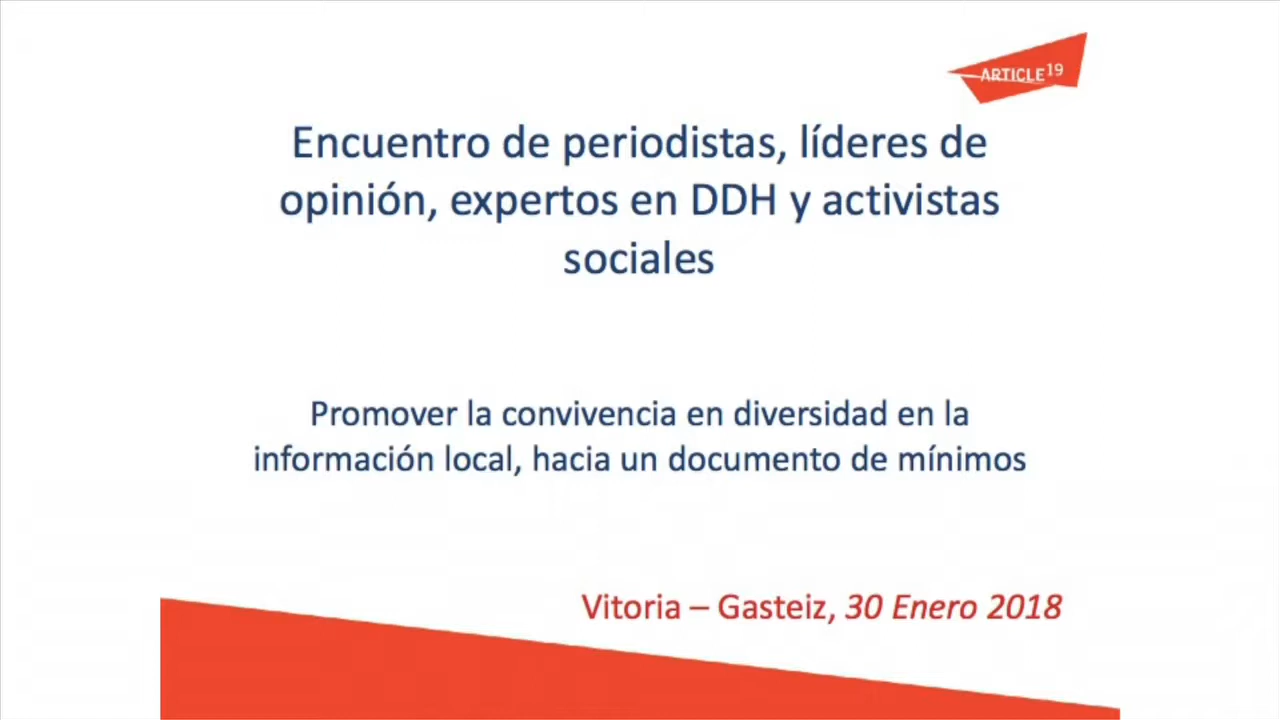 ARTICLE 19
Encuentro de periodistas, líderes de
opinión, expertos en DDH y activistas
sociales
Promover la convivencia en diversidad en la
información local, hacia un documento de mínimos
Vitoria – Gasteiz, 30 Enero 2018